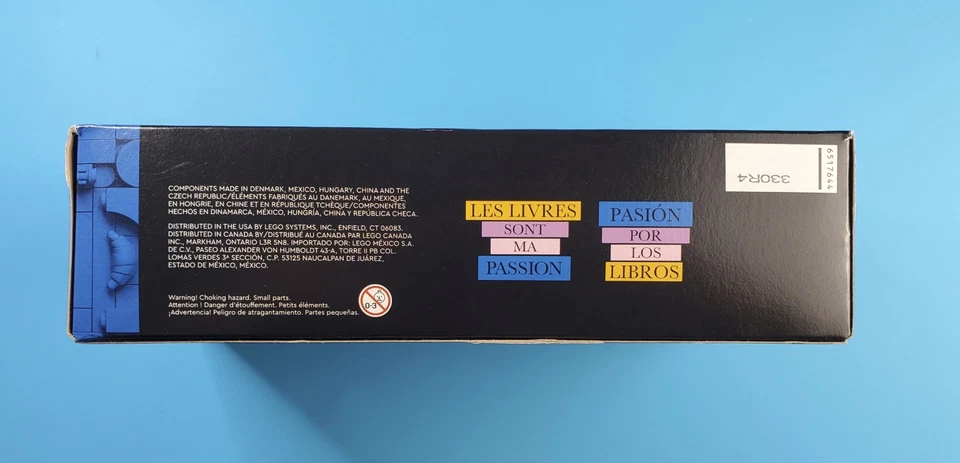 COMPONENTS MADE IN DENMARK, MEXICO, HUNGARY, CHINA AND THE
CZECH REPUBLIC/ÉLÉMENTS FABRIQUÉS AU DANEMARK, AU MEXIQUE,
EN HONGRIE, EN CHINE ET EN RÉPUBLIQUE TCHÈQUE/COMPONENTES
HECHOS EN DINAMARCA, MÉXICO, HUNGRÍA, CHINA Y REPÚBLICA CHECA.
DISTRIBUTED IN THE USA BY LEGO SYSTEMS, INC., ENFIELD, CT 06083.
DISTRIBUTED IN CANADA BY/DISTRIBUÉ AU CANADA PAR LEGO CANADA
INC., MARKHAM, ONTARIO L3R 5N8. IMPORTADO POR: LEGO MÉXICO S.A.
DE C.V., PASEO ALEXANDER VON HUMBOLDT 43-A, TORRE II PB COL.
LOMAS VERDES 3ª SECCIÓN, C.P. 53125 NAUCALPAN DE JUÁREZ,
ESTADO DE MÉXICO, MÉXICO.
Warning! Choking hazard. Small parts.
Attention ! Danger d'étouffement. Petits éléments.
¡Advertencia! Peligro de atragantamiento. Partes pequeñas.
0-3
LES LIVRES
SONT
MA
PASSION
PASIÓN
POR
LOS
LIBROS
330R4
6517644